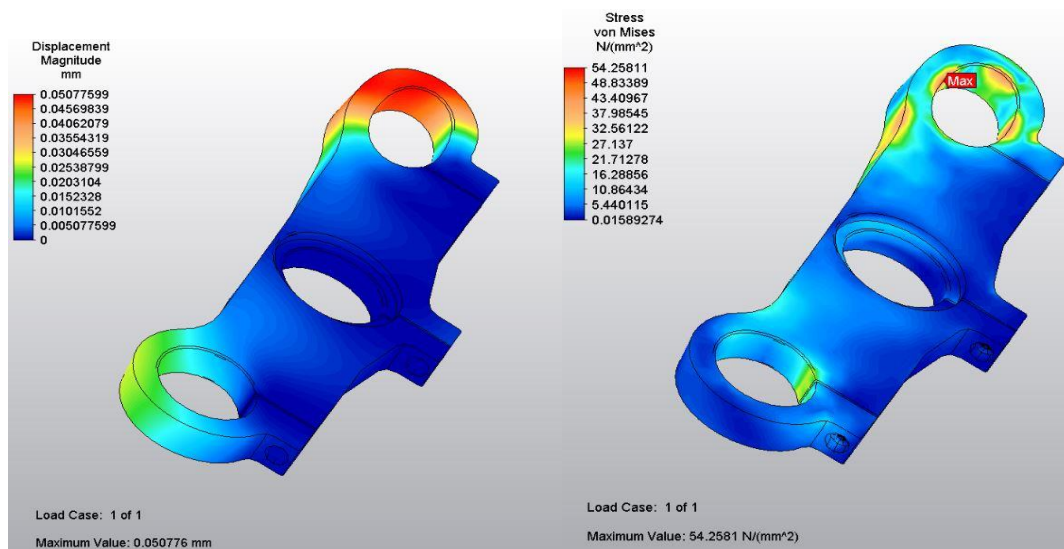 Displacement
Magnitude
mm
0.05077599
0.04569839
0.04062079
0.03554319
0.03046559
0.02538799
0.0203104
0.0152328
0.0101552
0.005077599
0
Load Case: 1 of 1
Maximum Value: 0.050776 mm
Stress
von Mises
N/(mm^2)
54.25811
48.83389
43.40967
37.98545
32.56122
27.137
21.71278
16.28856
10.86434
5.440115
0.01589274
Max
Load Case: 1 of 1
Maximum Value: 54.2581 N/(mm^2)